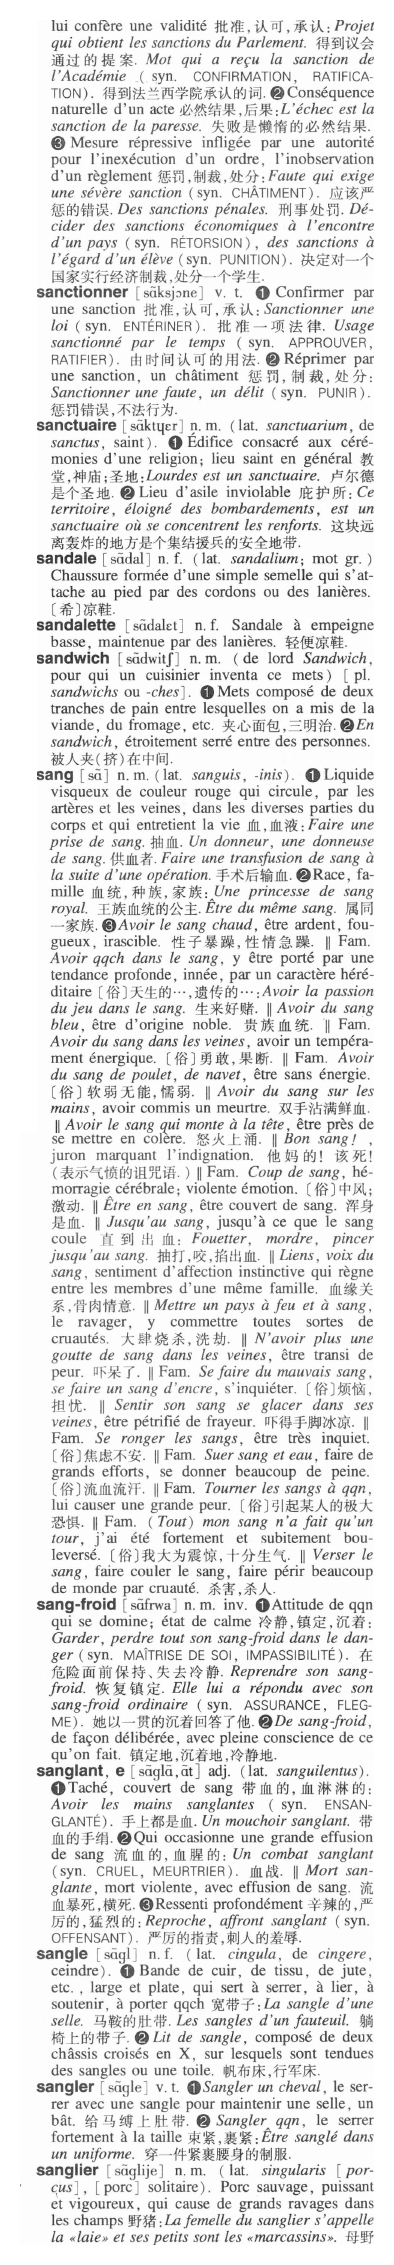 lui confère une validité 批准,认可,承认:Projet
qui obtient les sanctions du Parlement. 得到议会
通过的提案. Mot qui a reçu la sanction de
l'Académie ( syn. CONFIRMATION, RATIFICA-
TION). 得到法兰西学院承认的词. ❷Conséquence
naturelle d'un acte 必然结果,后果:L'échec est la
sanction de la paresse. 失败是懒惰的必然结果.
❸ Mesure répressive infligée par une autorité
pour l'inexécution d'un ordre, l'inobservation
d'un règlement 惩罚,制裁,处分:Faute qui exige
une sévère sanction (syn. CHÂTIMENT). 应该严
惩的错误. Des sanctions pénales. 刑事处罚. Dé-
cider des sanctions économiques à l'encontre
d'un pays ( syn. RÉTORSION), des sanctions à
l'égard d'un élève (syn. PUNITION). 决定对一个
国家实行经济制裁,处分一个学生.
sanctionner [sɑ̃ksjɔne] v. t. ❶ Confirmer par
une sanction 批准,认可,承认:Sanctionner une
loi ( syn. ENTÉRINER). 批准一项法律. Usage
sanctionné par le temps ( syn. APPROUVER,
RATIFIER). 由时间认可的用法. ❷Réprimer par
une sanction, un châtiment 惩罚,制裁,处分:
Sanctionner une faute, un délit (syn. PUNIR).
惩罚错误,不法行为.
sanctuaire [sɑ̃ktɥɛr] n. m. (lat. sanctuarium, de
sanctus, saint). ❶ Édifice consacré aux céré-
monies d'une religion; lieu saint en général 教
堂,神庙;圣地:Lourdes est un sanctuaire. 卢尔德
是个圣地. ❷ Lieu d'asile inviolable 庇护所:Ce
territoire, éloigné des bombardements, est un
sanctuaire où se concentrent les renforts. 这块远
离轰炸的地方是个集结援兵的安全地带.
sandale [sɑ̃dal] n. f. (lat. sandalium; mot gr. )
Chaussure formée d'une simple semelle qui s'at-
tache au pied par des cordons ou des lanières.
〔希〕凉鞋.
sandalette [sɑ̃dalɛt] n. f. Sandale à empeigne
basse, maintenue par des lanières. 轻便凉鞋.
sandwich [sɑ̃dwitʃ] n. m. ( de lord Sandwich,
pour qui un cuisinier inventa ce mets) [ pl.
sandwichs ou -ches]. ❶Mets composé de deux
tranches de pain entre lesquelles on a mis de la
viande, du fromage, etc. 夹心面包,三明治. ❷En
sandwich, étroitement serré entre des personnes.
被人夹(挤)在中间.
sang [sɑ̃] n. m. (lat. sanguis, -inis). ❶Liquide
visqueux de couleur rouge qui circule, par les
artères et les veines, dans les diverses parties du
corps et qui entretient la vie 血,血液:Faire une
prise de sang. 抽血. Un donneur, une donneuse
de sang. 供血者. Faire une transfusion de sang à
la suite d'une opération. 手术后输血. ❷Race, fa-
mille 血统,种族,家族:Une princesse de sang
royal. 王族血统的公主. Être du même sang. 属同
一家族. ❸Avoir le sang chaud, être ardent, fou-
gueux, irascible. 性子暴躁,性情急躁. ‖ Fam.
Avoir qqch dans le sang, y être porté par une
tendance profonde, innée, par un caractère héré-
ditaire〔俗〕天生的…,遗传的…:Avoir la passion
du jeu dans le sang. 生来好赌. ‖ Avoir du sang
bleu, être d'origine noble. 贵族血统. ‖ Fam.
Avoir du sang dans les veines, avoir un tempéra-
ment énergique.〔俗〕勇敢,果断. ‖ Fam. Avoir
du sang de poulet, de navet, être sans énergie.
〔俗〕软弱无能,懦弱. ‖ Avoir du sang sur les
mains, avoir commis un meurtre. 双手沾满鲜血.
‖ Avoir le sang qui monte à la tête, être près de
se mettre en colère. 怒火上涌. ‖ Bon sang! ,
juron marquant l'indignation. 他妈的! 该死!
(表示气愤的诅咒语. ) ‖ Fam. Coup de sang, hé-
morragie cérébrale; violente émotion.〔俗〕中风;
激动. ‖ Être en sang, être couvert de sang. 浑身
是血. ‖ Jusqu'au sang, jusqu'à ce que le sang
coule 直到出血: Fouetter, mordre, pincer
jusqu'au sang. 抽打,咬,掐出血. ‖ Liens, voix du
sang, sentiment d'affection instinctive qui règne
entre les membres d'une même famille. 血缘关
系,骨肉情意. ‖ Mettre un pays à feu et à sang,
le ravager, y commettre toutes sortes de
cruautés. 大肆烧杀,洗劫. ‖ N'avoir plus une
goutte de sang dans les veines, être transi de
peur. 吓呆了. ‖ Fam. Se faire du mauvais sang,
se faire un sang d'encre, s'inquiéter.〔俗〕烦恼,
担忧. ‖ Sentir son sang se glacer dans ses
veines, être pétrifié de frayeur. 吓得手脚冰凉. ‖
Fam. Se ronger les sangs, être très inquiet.
〔俗〕焦虑不安. ‖ Fam. Suer sang et eau, faire de
grands efforts, se donner beaucoup de peine.
〔俗〕流血流汗. ‖ Fam. Tourner les sangs à qqn,
lui causer une grande peur.〔俗〕引起某人的极大
恐惧. ‖ Fam. (Tout) mon sang n'a fait qu'un
tour, j'ai été fortement et subitement bou-
leversé.〔俗〕我大为震惊,十分生气. ‖ Verser le
sang, faire couler le sang, faire périr beaucoup
de monde par cruauté. 杀害,杀人.
sang-froid [sɑ̃frwa] n. m. inv. ❶Attitude de qqn
qui se domine; état de calme 冷静,镇定,沉着:
Garder, perdre tout son sang-froid dans le dan-
ger (syn. MAÎTRISE DE SOI, IMPASSIBILITÉ). 在
危险面前保持、失去冷静. Reprendre son sang-
froid. 恢复镇定. Elle lui a répondu avec son
sang-froid ordinaire ( syn. ASSURANCE, FLEG-
ME). 她以一贯的沉着回答了他. ❷De sang-froid,
de façon délibérée, avec pleine conscience de ce
qu'on fait. 镇定地,沉着地,冷静地.
sanglant, e [sɑ̃glɑ̃,ɑ̃t] adj. (lat. sanguilentus).
❶Taché, couvert de sang 带血的,血淋淋的:
Avoir les mains sanglantes ( syn. ENSAN-
GLANTÉ). 手上都是血. Un mouchoir sanglant. 带
血的手绢. ❷Qui occasionne une grande effusion
de sang 流血的,血腥的: Un combat sanglant
(syn. CRUEL, MEURTRIER). 血战. ‖ Mort san-
glante, mort violente, avec effusion de sang. 流
血暴死,横死. ❸Ressenti profondément 辛辣的,严
厉的,猛烈的:Reproche, affront sanglant (syn.
OFFENSANT). 严厉的指责,刺人的羞辱.
sangle [sɑ̃gl] n. f. ( lat. cingula, de cingere,
ceindre). ❶ Bande de cuir, de tissu, de jute,
etc. , large et plate, qui sert à serrer, à lier, à
soutenir, à porter qqch 宽带子:La sangle d'une
selle. 马鞍的肚带. Les sangles d'un fauteuil. 躺
椅上的带子. ❷ Lit de sangle, composé de deux
châssis croisés en X, sur lesquels sont tendues
des sangles ou une toile. 帆布床,行军床.
sangler [sɑ̃gle] v. t. ❶Sangler un cheval, le ser-
rer avec une sangle pour maintenir une selle, un
bât. 给马缚上肚带. ❷ Sangler qqn, le serrer
fortement à la taille 束紧,裹紧:Être sanglé dans
un uniforme. 穿一件紧裹腰身的制服.
sanglier [sɑ̃glije] n. m. ( lat. singularis [ por-
cus], [porc] solitaire). Porc sauvage, puissant
et vigoureux, qui cause de grands ravages dans
les champs 野猪:La femelle du sanglier s'appelle
la «laie» et ses petits sont les «marcassins». 母野